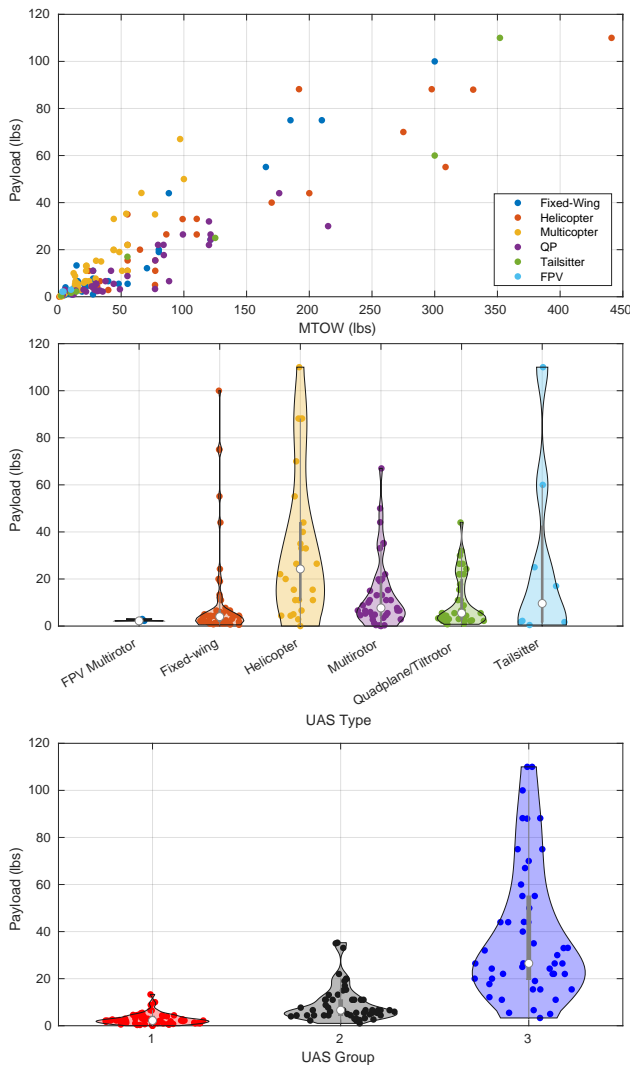 120
100
80
60
40
20
0
Payload (lbs)
Fixed-Wing
Helicopter
Multicopter
QP
Tailsitter
FPV
0 50 100 150 200 250 300 350 400 450
MTOW (lbs)
120
100
80
60
40
20
0
Payload (lbs)
FPV Multirotor
Fixed-wing
Helicopter
Multirotor
Quadplane/Tiltrotor
Tailsitter
UAS Type
120
100
80
60
40
20
0
Payload (lbs)
1 2 3
UAS Group